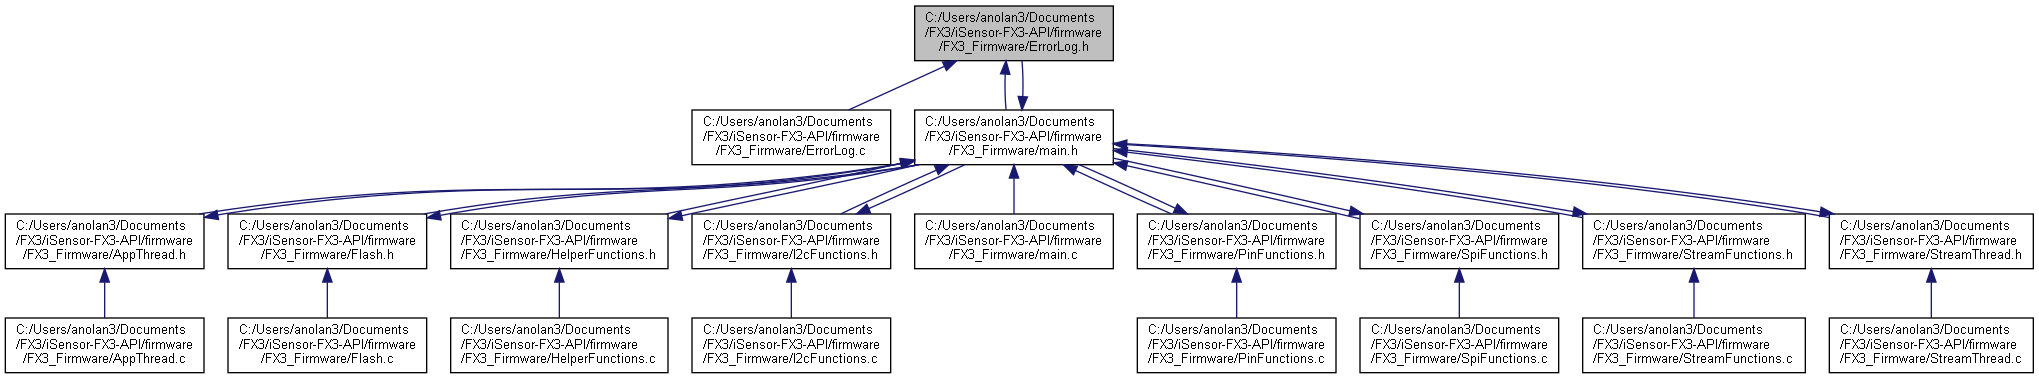 C:/Users/anolan3/Documents
/FX3/iSensor-FX3-API/firmware
/FX3_Firmware/ErrorLog.h
C:/Users/anolan3/Documents
/FX3/iSensor-FX3-API/firmware
/FX3_Firmware/ErrorLog.c
C:/Users/anolan3/Documents
/FX3/iSensor-FX3-API/firmware
/FX3_Firmware/main.h
C:/Users/anolan3/Documents
/FX3/iSensor-FX3-API/firmware
/FX3_Firmware/AppThread.h
C:/Users/anolan3/Documents
/FX3/iSensor-FX3-API/firmware
/FX3_Firmware/Flash.h
C:/Users/anolan3/Documents
/FX3/iSensor-FX3-API/firmware
/FX3_Firmware/HelperFunctions.h
C:/Users/anolan3/Documents
/FX3/iSensor-FX3-API/firmware
/FX3_Firmware/I2cFunctions.h
C:/Users/anolan3/Documents
/FX3/iSensor-FX3-API/firmware
/FX3_Firmware/main.c
C:/Users/anolan3/Documents
/FX3/iSensor-FX3-API/firmware
/FX3_Firmware/PinFunctions.h
C:/Users/anolan3/Documents
/FX3/iSensor-FX3-API/firmware
/FX3_Firmware/SpiFunctions.h
C:/Users/anolan3/Documents
/FX3/iSensor-FX3-API/firmware
/FX3_Firmware/StreamFunctions.h
C:/Users/anolan3/Documents
/FX3/iSensor-FX3-API/firmware
/FX3_Firmware/StreamThread.h
C:/Users/anolan3/Documents
/FX3/iSensor-FX3-API/firmware
/FX3_Firmware/AppThread.c
C:/Users/anolan3/Documents
/FX3/iSensor-FX3-API/firmware
/FX3_Firmware/Flash.c
C:/Users/anolan3/Documents
/FX3/iSensor-FX3-API/firmware
/FX3_Firmware/HelperFunctions.c
C:/Users/anolan3/Documents
/FX3/iSensor-FX3-API/firmware
/FX3_Firmware/I2cFunctions.c
C:/Users/anolan3/Documents
/FX3/iSensor-FX3-API/firmware
/FX3_Firmware/PinFunctions.c
C:/Users/anolan3/Documents
/FX3/iSensor-FX3-API/firmware
/FX3_Firmware/SpiFunctions.c
C:/Users/anolan3/Documents
/FX3/iSensor-FX3-API/firmware
/FX3_Firmware/StreamFunctions.c
C:/Users/anolan3/Documents
/FX3/iSensor-FX3-API/firmware
/FX3_Firmware/StreamThread.c